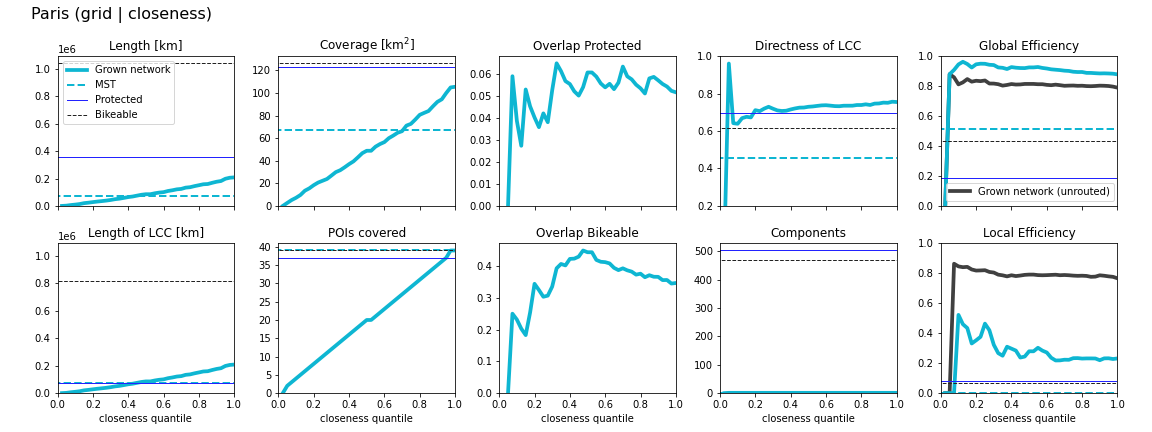 Paris (grid | closeness)
Length [km]
1e6
1.0
0.8
0.6
0.4
0.2
0.0
Grown network
MST
Protected
Bikeable
Coverage [km²]
120
100
80
60
40
20
0
Overlap Protected
0.06
0.05
0.04
0.03
0.02
0.01
0.00
Directness of LCC
1.0
0.8
0.6
0.4
0.2
Global Efficiency
1.0
0.8
0.6
0.4
0.2
0.0
Grown network (unrouted)
Length of LCC [km]
1e6
1.0
0.8
0.6
0.4
0.2
0.0
0.0 0.2 0.4 0.6 0.8 1.0
closeness quantile
POIs covered
40
35
30
25
20
15
10
5
0
0.0 0.2 0.4 0.6 0.8 1.0
closeness quantile
Overlap Bikeable
0.4
0.3
0.2
0.1
0.0
0.0 0.2 0.4 0.6 0.8 1.0
closeness quantile
Components
500
400
300
200
100
0
0.0 0.2 0.4 0.6 0.8 1.0
closeness quantile
Local Efficiency
1.0
0.8
0.6
0.4
0.2
0.0
0.0 0.2 0.4 0.6 0.8 1.0
closeness quantile